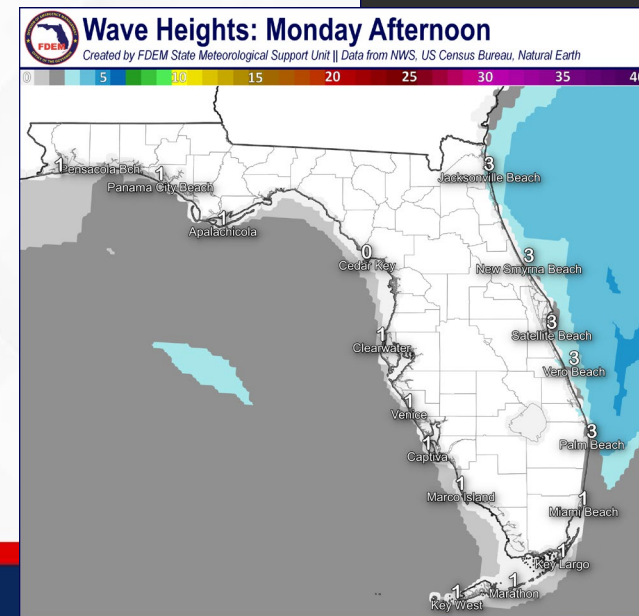 FDEM
Wave Heights: Monday Afternoon
Created by FDEM State Meteorological Support Unit || Data from NWS, US Census Bureau, Natural Earth
0 5 10 15 20 25 30 35 40
1
Pensacola Bch
1
Panama City Beach
3
Jacksonville Beach
1
Apalachicola
0
Cedar Key
3
New Smyrna Beach
3
Satellite Beach
1
Clearwater
3
Vero Beach
1
Venice
3
Palm Beach
1
Captiva
1
Marco Island
1
Miami Beach
1
Key Largo
1
Marathon
1
Key West